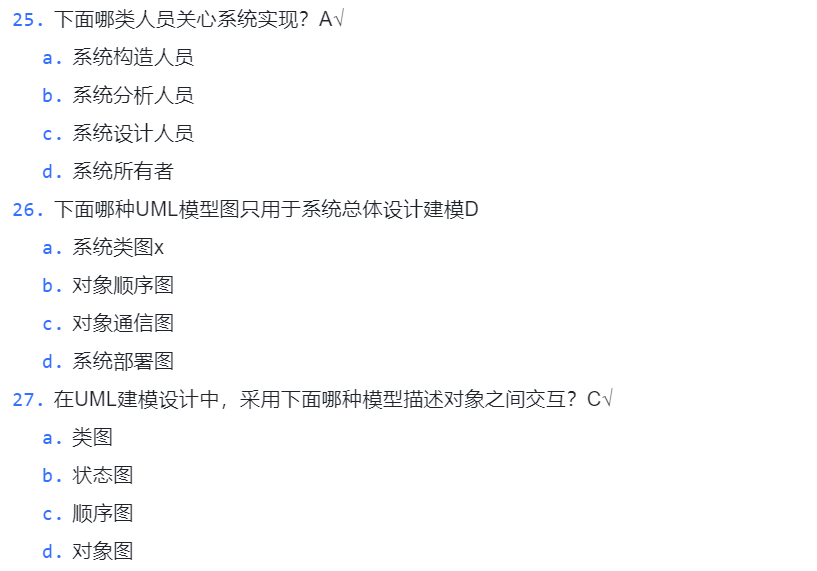 25. 下面哪类人员关心系统实现？A√
a. 系统构造人员
b. 系统分析人员
c. 系统设计人员
d. 系统所有者
26. 下面哪种UML模型图只用于系统总体设计建模D
a. 系统类图x
b. 对象顺序图
c. 对象通信图
d. 系统部署图
27. 在UML建模设计中，采用下面哪种模型描述对象之间交互？C√
a. 类图
b. 状态图
c. 顺序图
d. 对象图